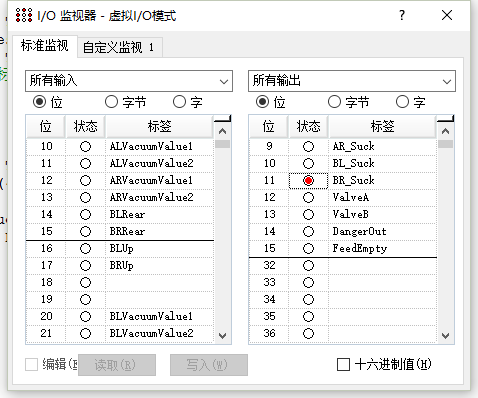 I/O 监视器 - 虚拟I/O模式
标准监视 自定义监视 1
所有输入 所有输出
位 字节 字 位 字节 字
位 状态 标签 位 状态 标签
10 ALVacuumValue1 9 AR_Suck
11 ALVacuumValue2 10 BL_Suck
12 ARVacuumValue1 11 BR_Suck
13 ARVacuumValue2 12 ValveA
14 BLRear 13 ValveB
15 BRRear 14 DangerOut
16 BLUp 15 FeedEmpty
17 BRUp 32
18 33
19 34
20 BLVacuumValue1 35
21 BLVacuumValue2 36
编辑(E 读取(R) 写入(W) 十六进制值(H)